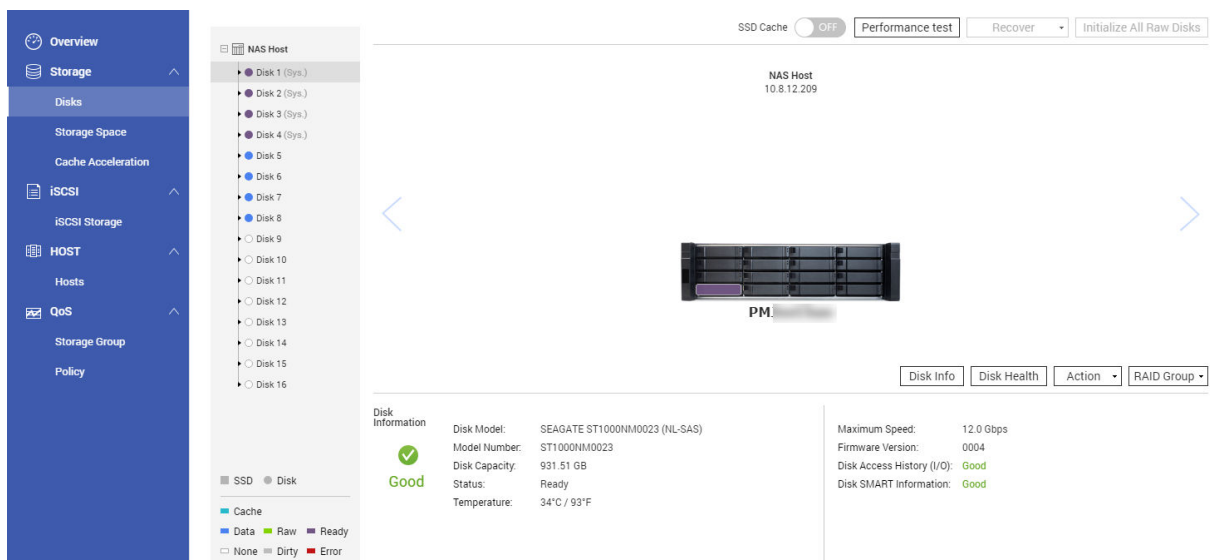 Overview
Storage
Disks
Storage Space
Cache Acceleration
iSCSI
iSCSI Storage
HOST
Hosts
QoS
Storage Group
Policy
NAS Host
Disk 1 (Sys.)
Disk 2 (Sys.)
Disk 3 (Sys.)
Disk 4 (Sys.)
Disk 5
Disk 6
Disk 7
Disk 8
Disk 9
Disk 10
Disk 11
Disk 12
Disk 13
Disk 14
Disk 15
Disk 16
SSD Disk
Cache
Data Raw Ready
None Dirty Error
SSD Cache OFF Performance test Recover Initialize All Raw Disks
NAS Host
10.8.12.209
PM
Disk Info Disk Health Action RAID Group
Disk
Information
Good
Disk Model: SEAGATE ST1000NM0023 (NL-SAS)
Model Number: ST1000NM0023
Disk Capacity: 931.51 GB
Status: Ready
Temperature: 34°C / 93°F
Maximum Speed: 12.0 Gbps
Firmware Version: 0004
Disk Access History (I/O): Good
Disk SMART Information: Good